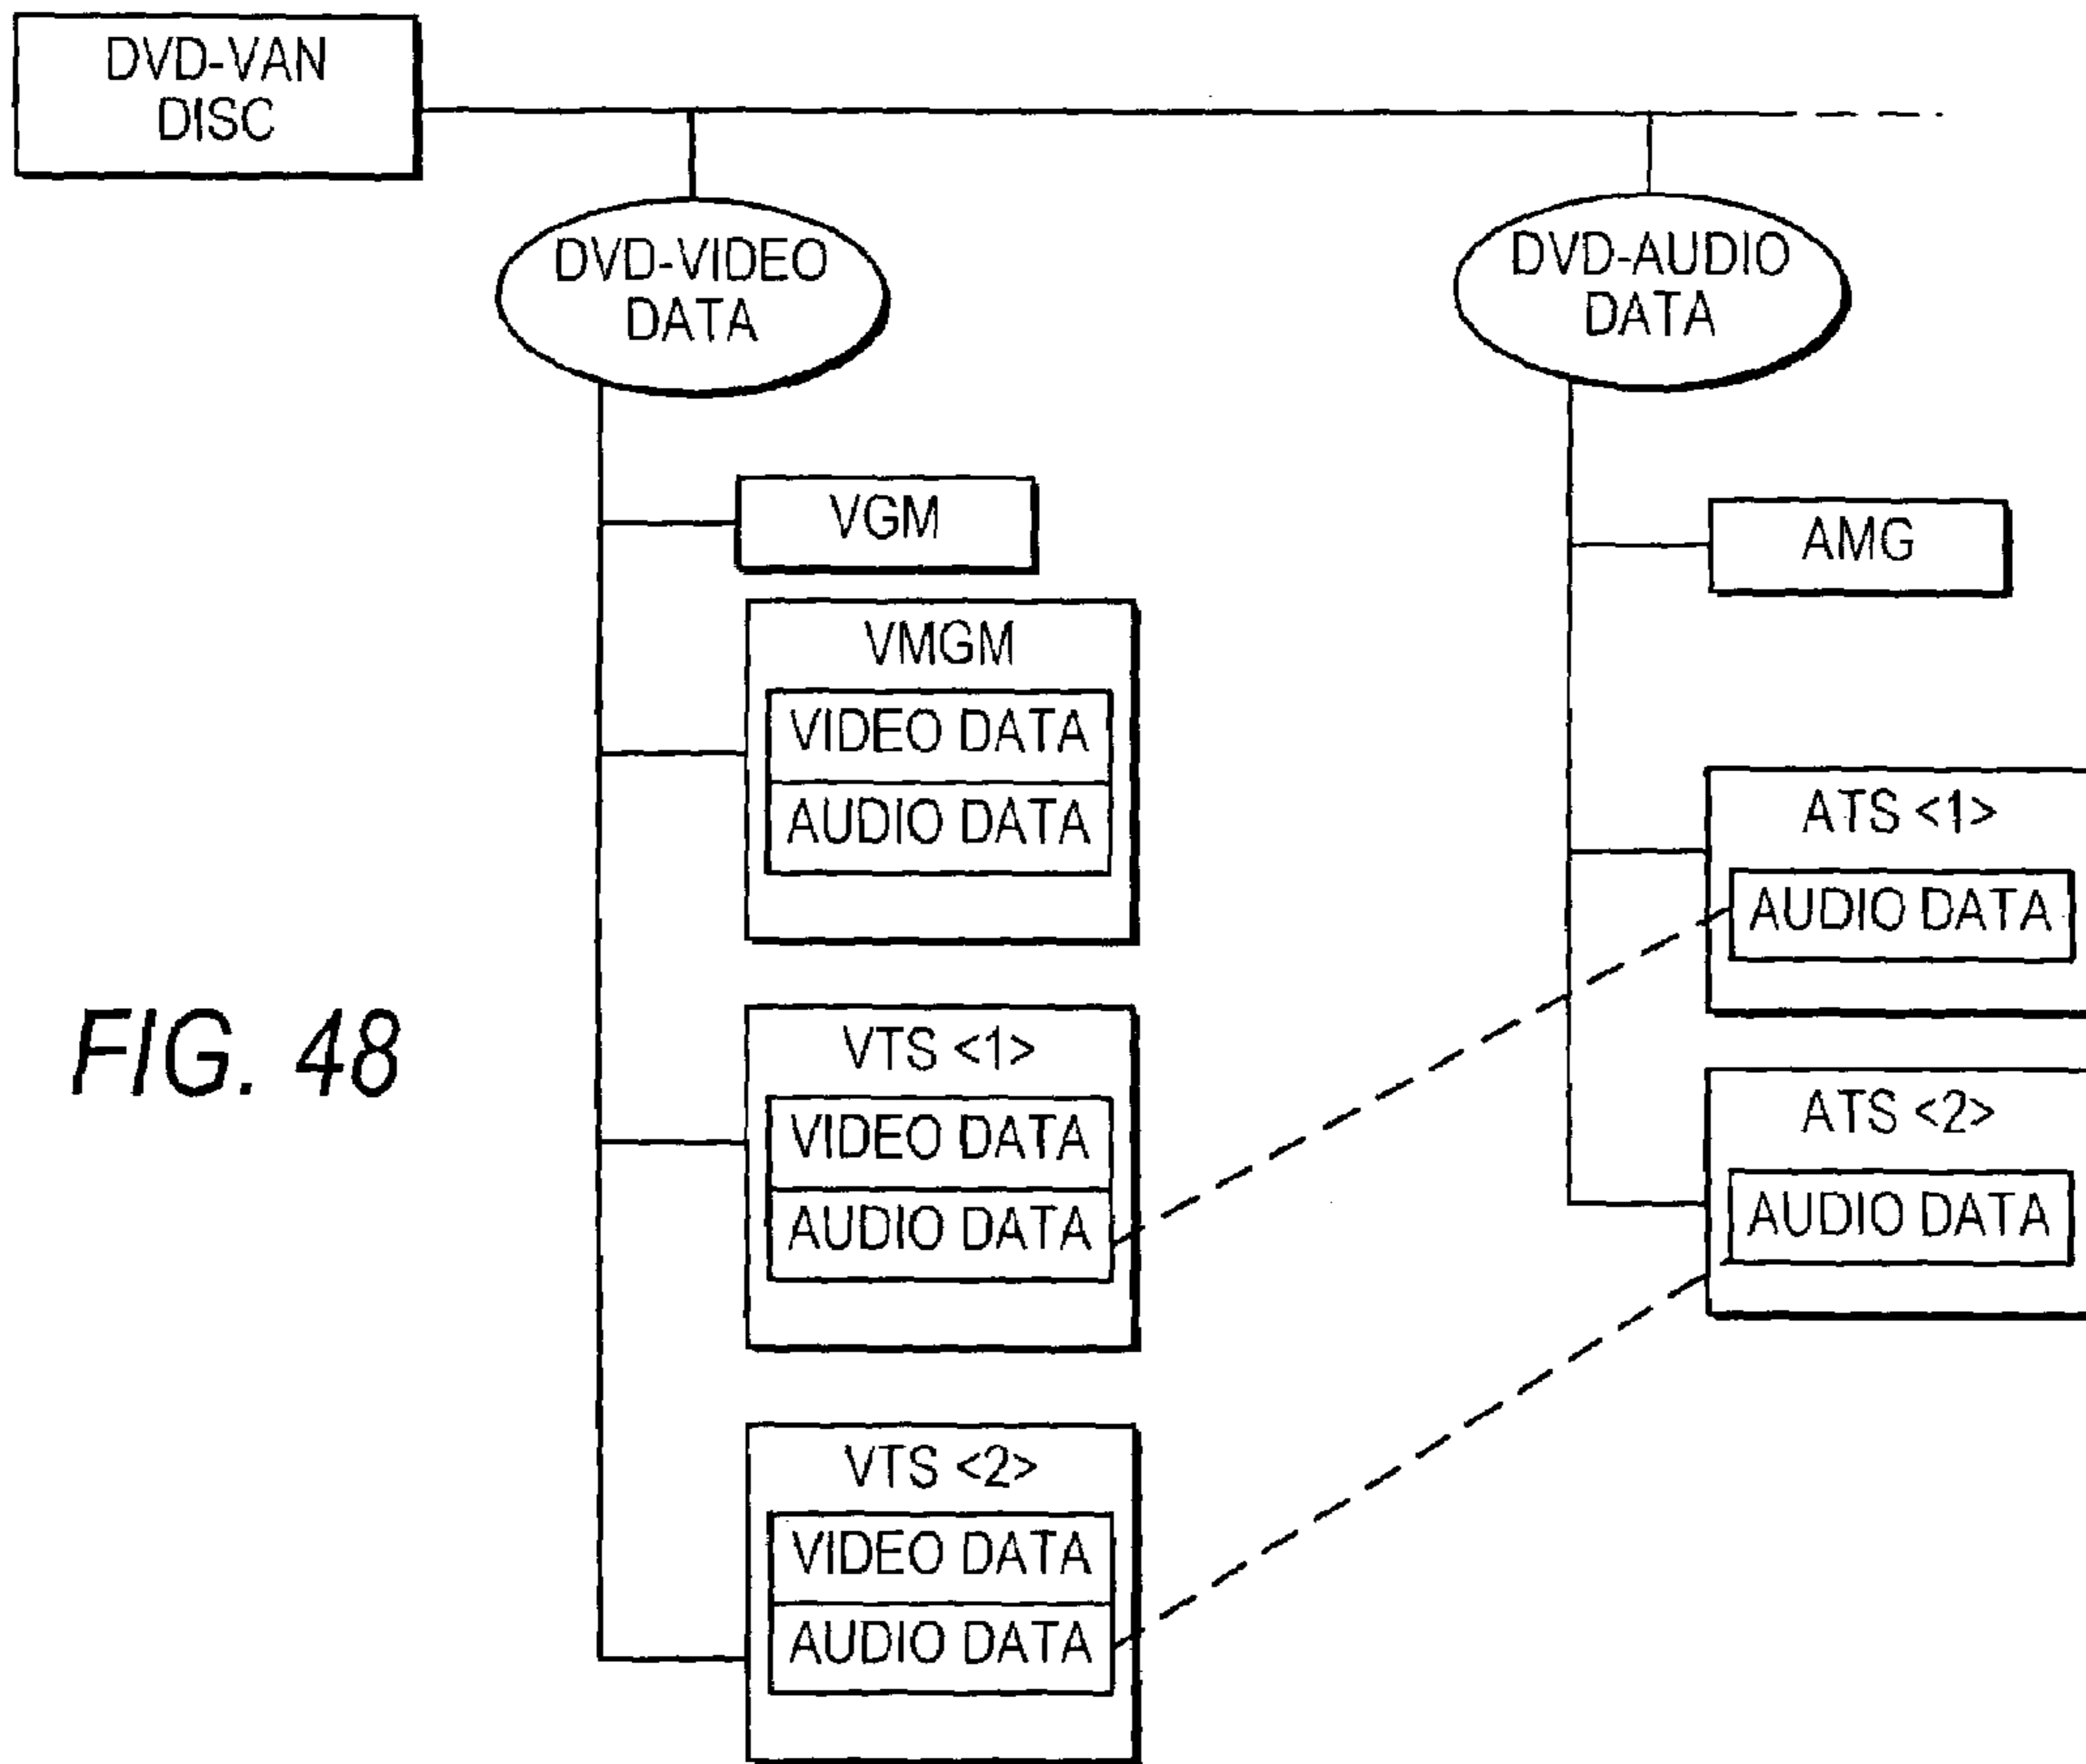 DVD-VAN
DISC
DVD-VIDEO
DATA
DVD-AUDIO
DATA
VGM
AMG
VMGM
VIDEO DATA
AUDIO DATA
ATS <1>
AUDIO DATA
FIG. 48
VTS <1>
VIDEO DATA
AUDIO DATA
ATS <2>
AUDIO DATA
VTS <2>
VIDEO DATA
AUDIO DATA